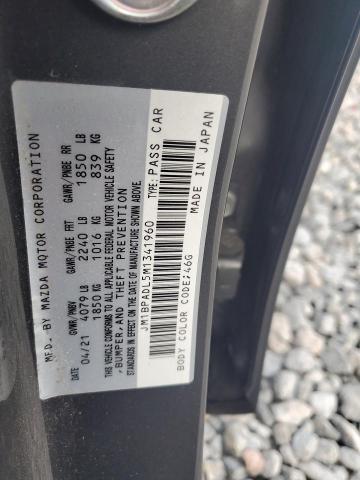 MFD. BY MAZDA MOTOR CORPORATION
GVWR/PNBV GAWR/PNBE FRT GAWR/PNBE RR
04/21 4079 LB 2240 LB 1850 LB
1850 KG 1016 KG 839 KG
THIS VEHICLE CONFORMS TO ALL APPLICABLE FEDERAL MOTOR VEHICLE SAFETY
,BUMPER,AND THEFT PREVENTION
STANDARDS IN EFFECT ON THE DATE OF MANUFACTURE SHOWN ABOVE.
JM1BPADL5M1341960 TYPE: PASS CAR
BODY COLOR CODE:46G MADE IN JAPAN